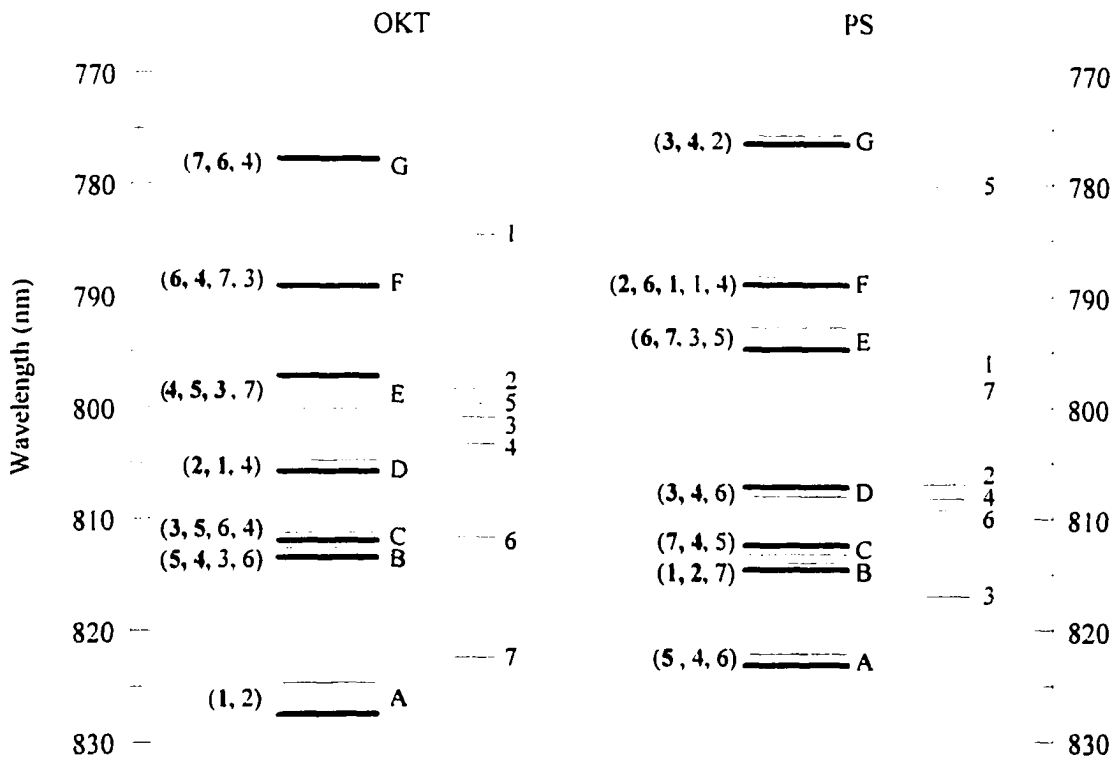 OKT PS
770 770
(7, 6, 4) G (3, 4, 2) G
780 5 780
1
(6, 4, 7, 3) F (2, 6, 1, 1, 4) F
790 790
(6, 7, 3, 5) E
Wavelength (nm)
(4, 5, 3, 7) E 2 1
5 7
800 3 800
4
(2, 1, 4) D (3, 4, 6) D 2
4
810 6 810
(3, 5, 6, 4) C 6 (7, 4, 5) C
(5, 4, 3, 6) B (1, 2, 7) B
3
820 820
7 (5, 4, 6) A
(1, 2) A
830 830